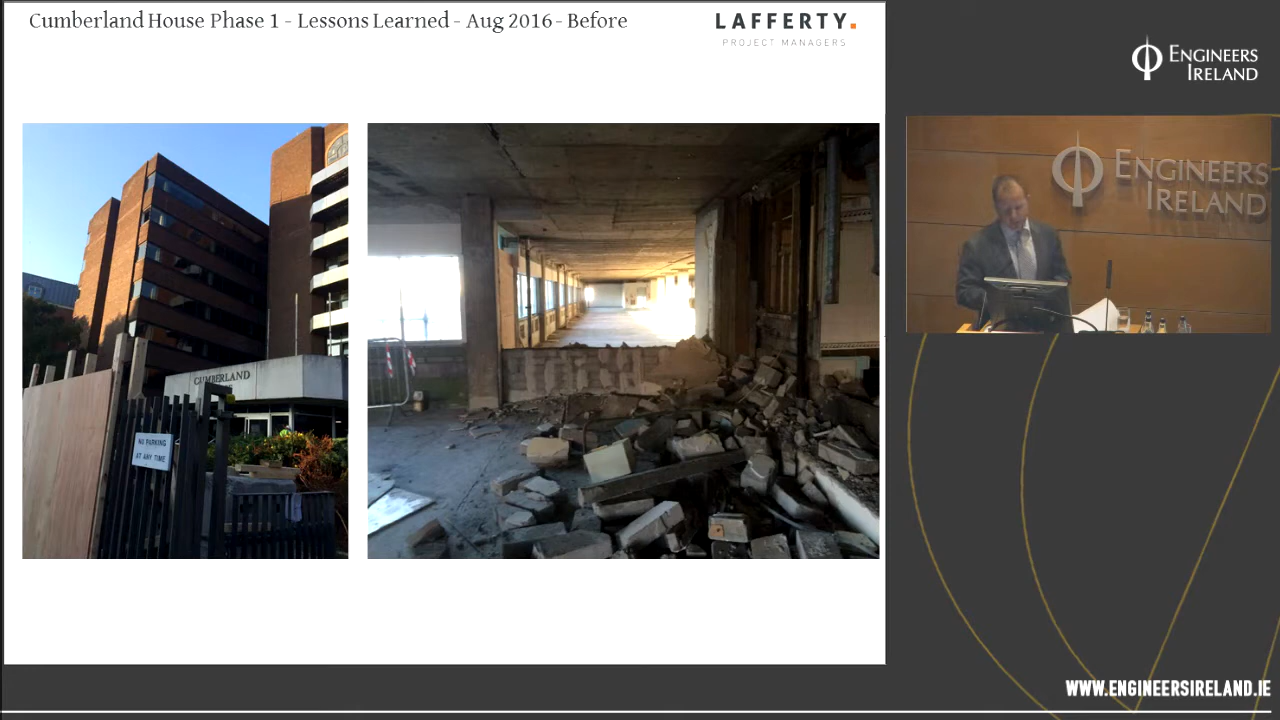 Cumberland House Phase 1 - Lessons Learned - Aug 2016 - Before
LAFFERTY.
PROJECT MANAGERS
ENGINEERS
IRELAND
ENGINEERS
IRELAND
CUMBERLAND
NO PARKING
AT ANY TIME
WWW.ENGINEERSIRELAND.IE